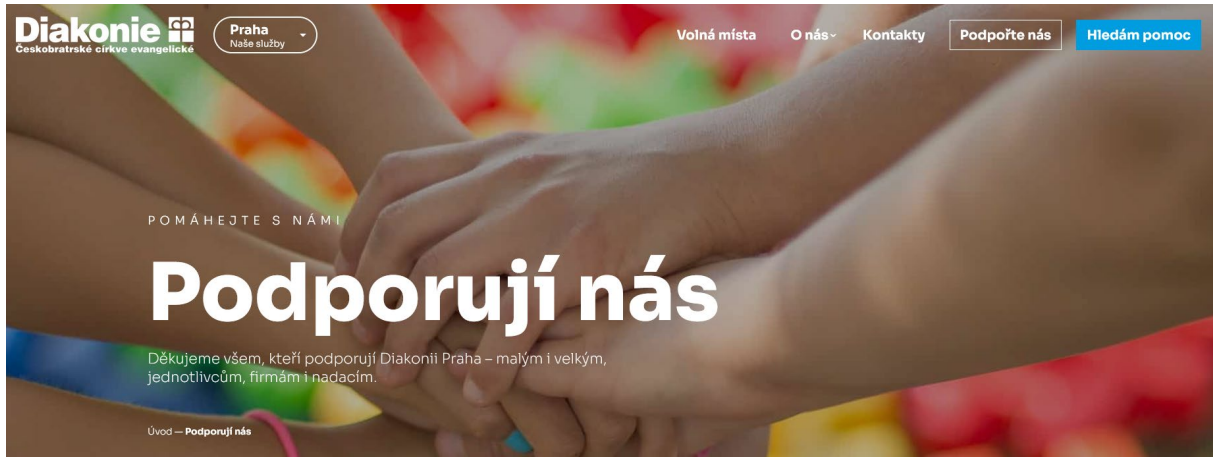 Diakonie
Českobratrské církve evangelické
Praha
Naše služby
Volná místa
O nás
Kontakty
Podpořte nás
Hledám pomoc
POMÁHEJTE S NÁMI
Podporují nás
Děkujeme všem, kteří podporují Diakonii Praha – malým i velkým,
jednotlivcům, firmám i nadacím.
Úvod — Podporují nás